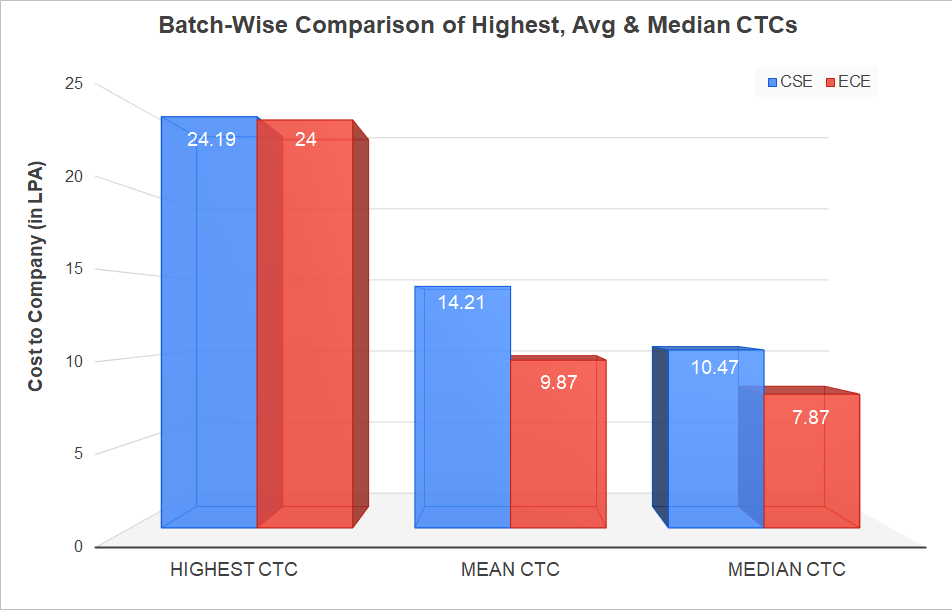 Batch-Wise Comparison of Highest, Avg & Median CTCs
CSE ECE
Cost to Company (in LPA)
25
20
15
10
5
0
24.19
24
14.21
9.87
10.47
7.87
HIGHEST CTC
MEAN CTC
MEDIAN CTC